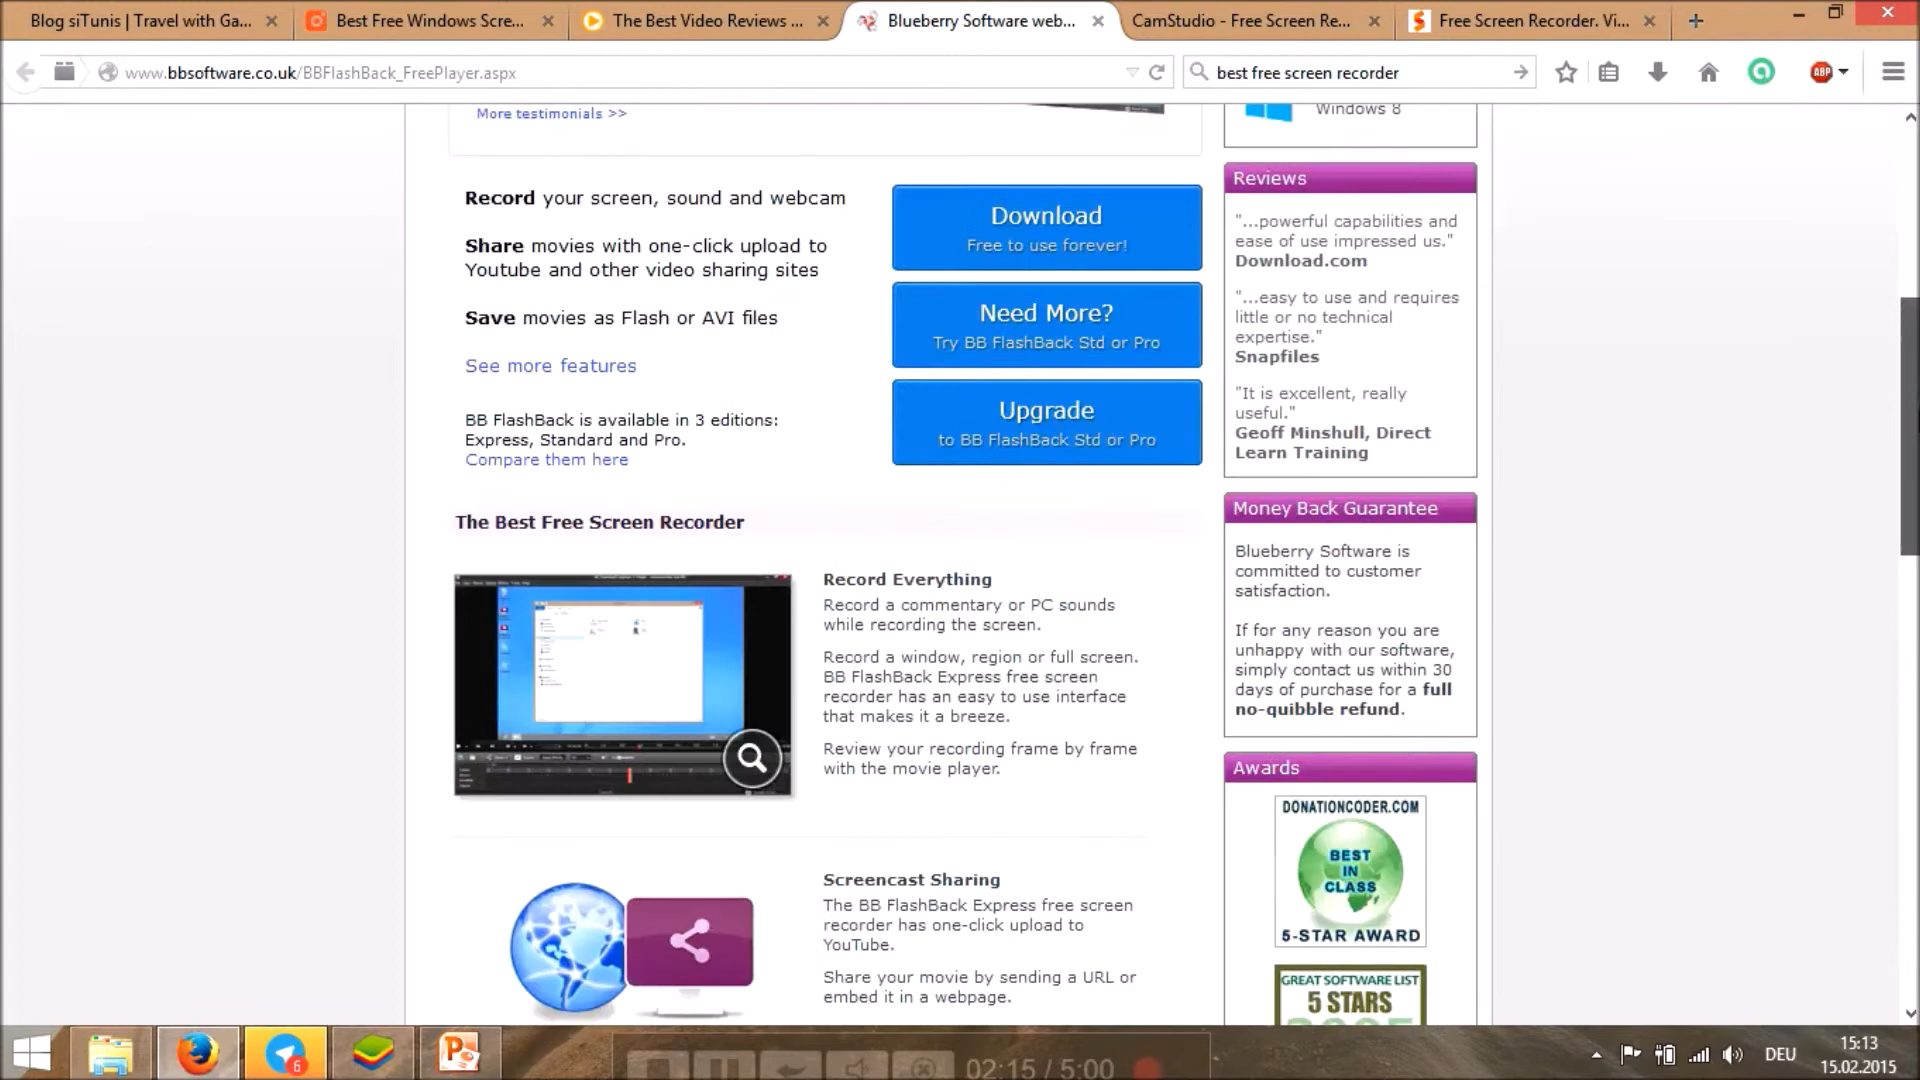 Blog siTunis | Travel with Ga...
Best Free Windows Scre...
The Best Video Reviews ...
Blueberry Software web...
CamStudio - Free Screen Re...
Free Screen Recorder. Vi...
www.bbsoftware.co.uk/BBFlashBack_FreePlayer.aspx
best free screen recorder
ABP
More testimonials >>
Windows 8
Record your screen, sound and webcam
Share movies with one-click upload to
Youtube and other video sharing sites
Save movies as Flash or AVI files
See more features
BB FlashBack is available in 3 editions:
Express, Standard and Pro.
Compare them here
Download
Free to use forever!
Need More?
Try BB FlashBack Std or Pro
Upgrade
to BB FlashBack Std or Pro
Reviews
"...powerful capabilities and
ease of use impressed us."
Download.com
"...easy to use and requires
little or no technical
expertise."
Snapfiles
"It is excellent, really
useful."
Geoff Minshull, Direct
Learn Training
The Best Free Screen Recorder
Record Everything
Record a commentary or PC sounds
while recording the screen.
Record a window, region or full screen.
BB FlashBack Express free screen
recorder has an easy to use interface
that makes it a breeze.
Review your recording frame by frame
with the movie player.
Money Back Guarantee
Blueberry Software is
committed to customer
satisfaction.
If for any reason you are
unhappy with our software,
simply contact us within 30
days of purchase for a full
no-quibble refund.
Screencast Sharing
The BB FlashBack Express free screen
recorder has one-click upload to
YouTube.
Share your movie by sending a URL or
embed it in a webpage.
Awards
DONATIONCODER.COM
BEST
IN
CLASS
5-STAR AWARD
GREAT SOFTWARE LIST
5 STARS
6
02:15 / 5:00
DEU
15:13
15.02.2015